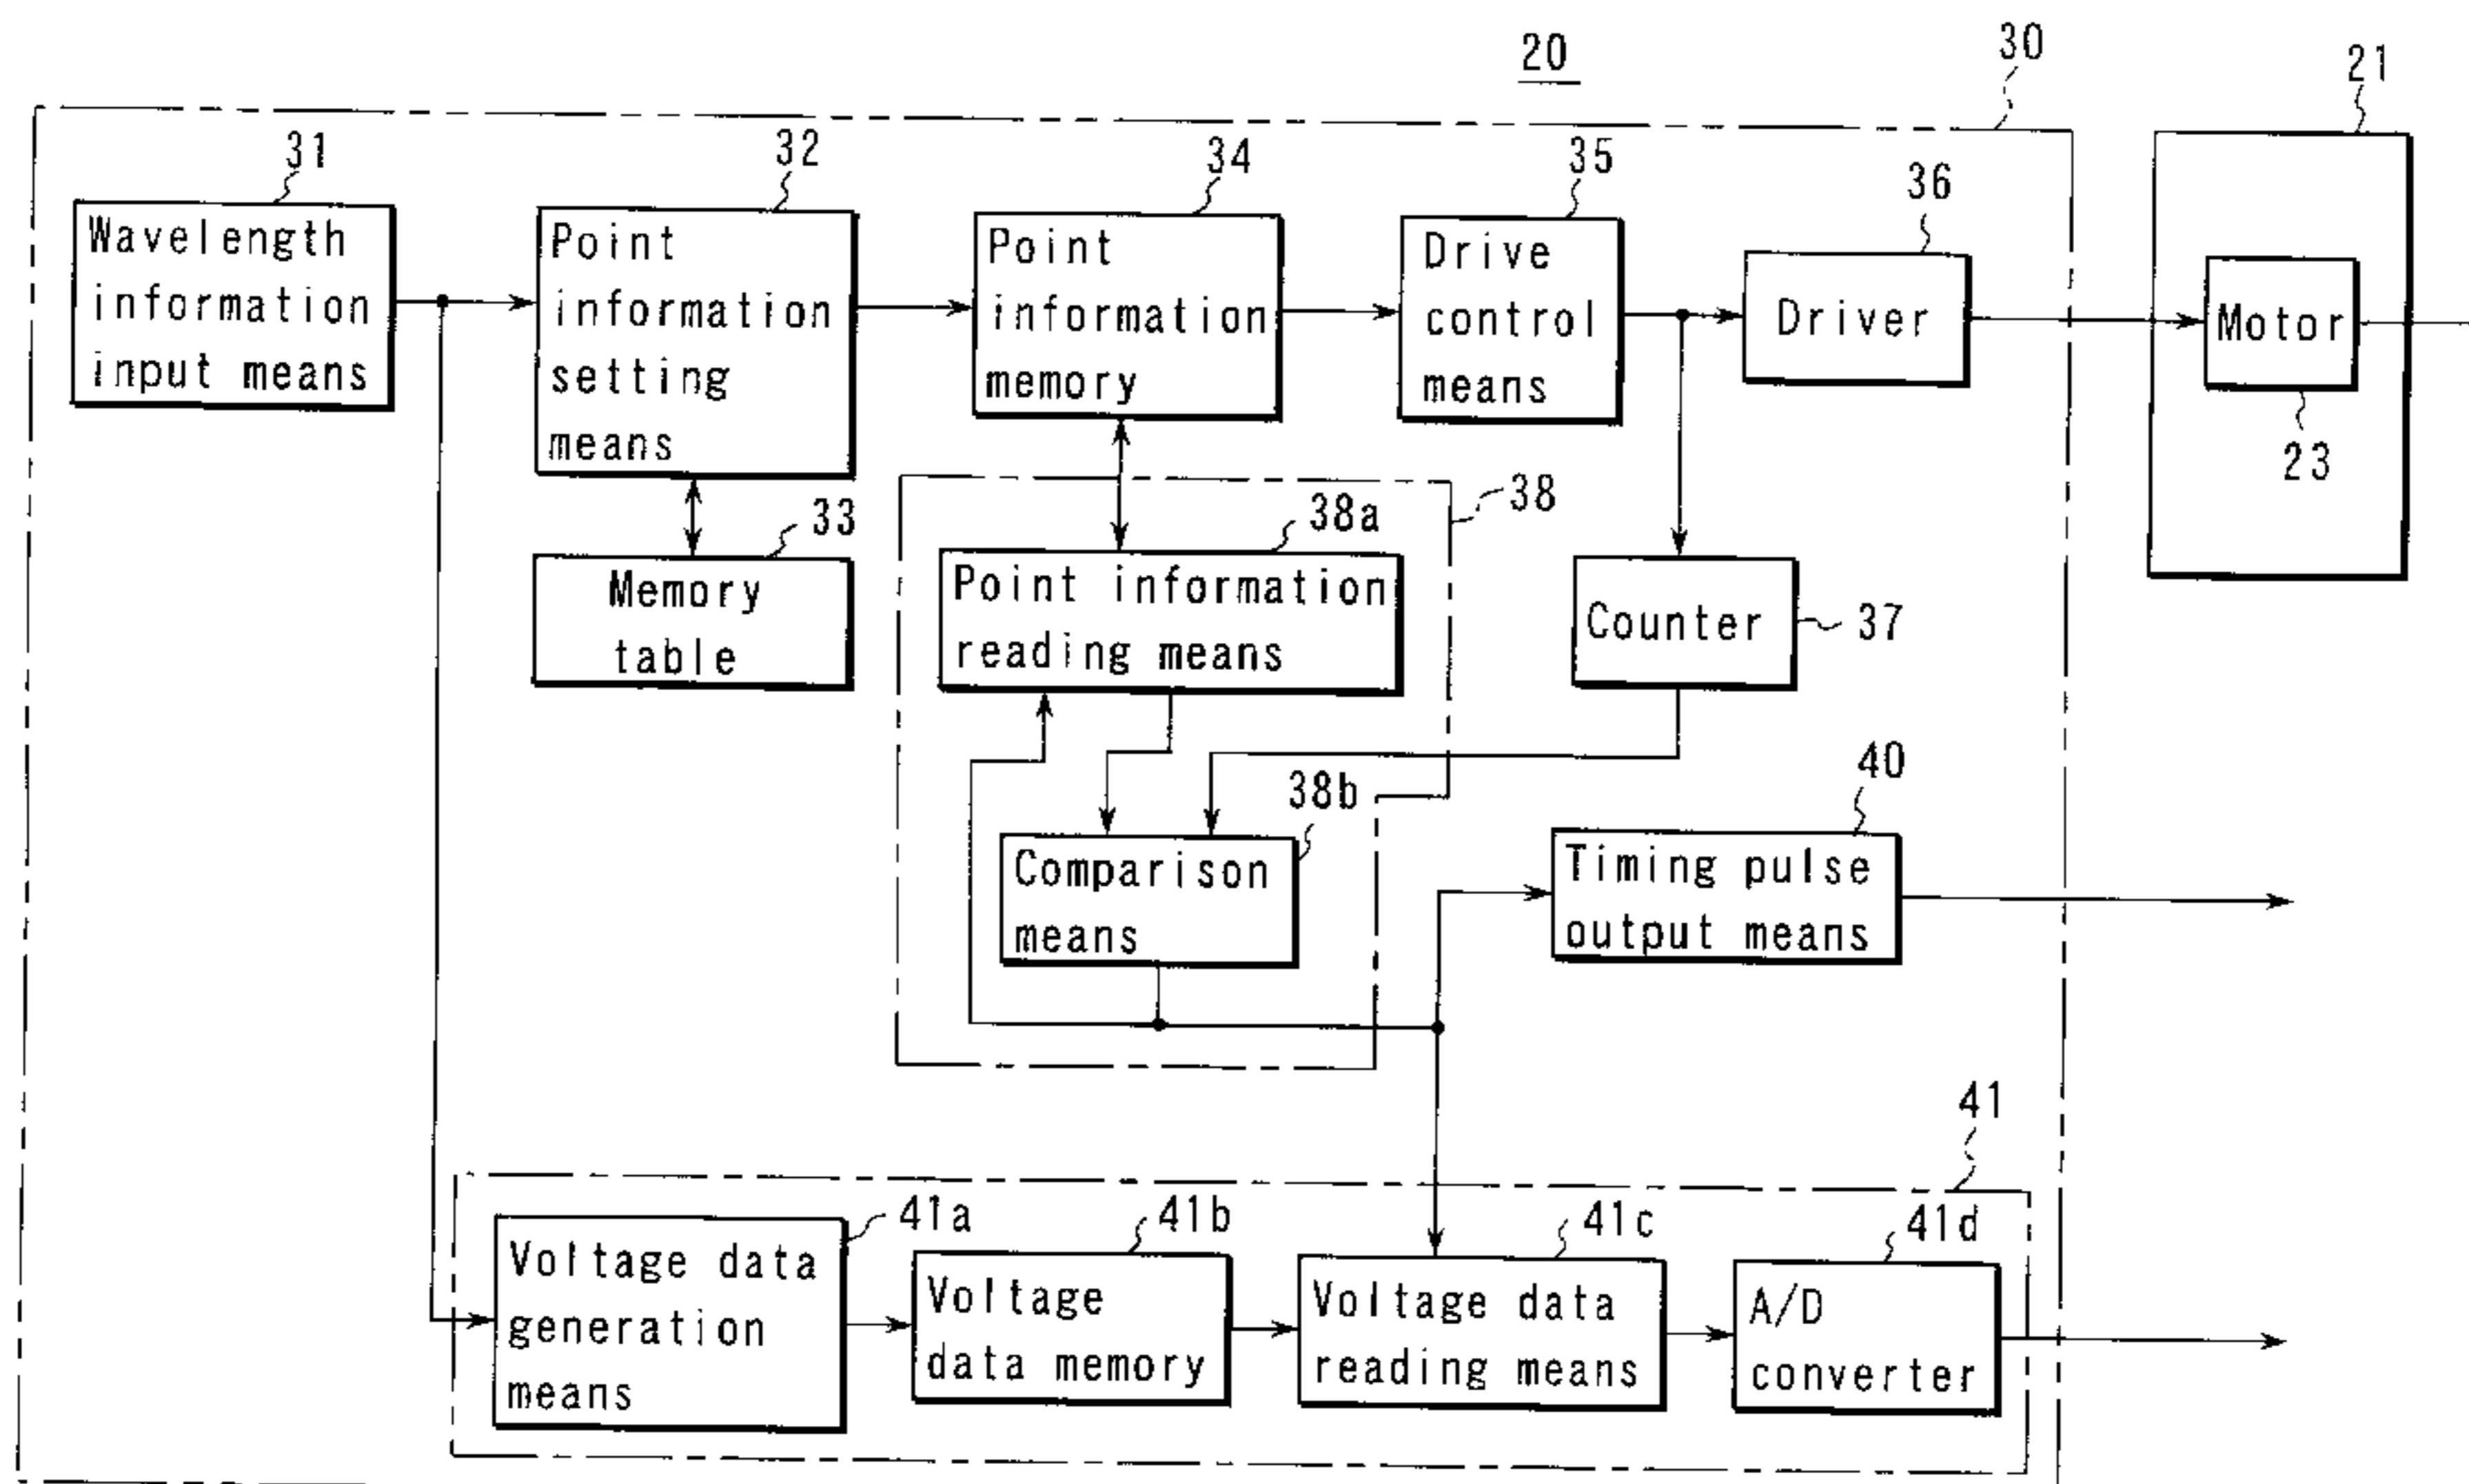 20
30
21
31
32
34
35
36
Wavelength
information
input means
Point
information
setting
means
Point
information
memory
Drive
control
means
Driver
Motor
23
33
Memory
table
38
38a
Point information
reading means
Counter
37
38b
Comparison
means
40
Timing pulse
output means
41
41a
Voltage data
generation
means
41b
Voltage
data memory
41c
Voltage data
reading means
41d
A/D
converter